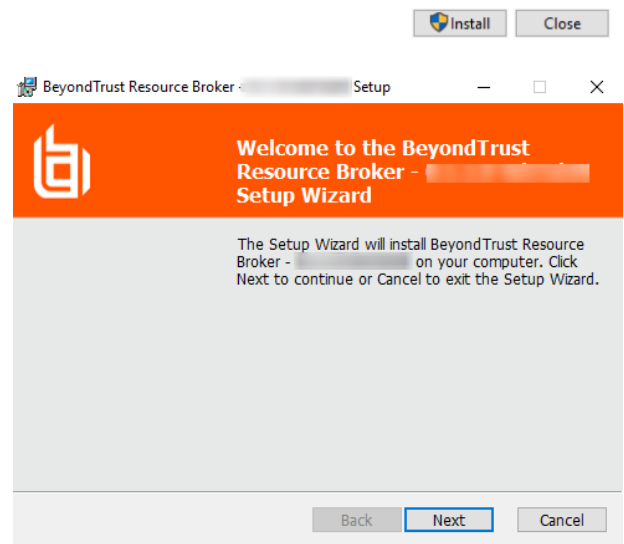 Install Close
BeyondTrust Resource Broker - Setup
Welcome to the BeyondTrust
Resource Broker -
Setup Wizard
The Setup Wizard will install BeyondTrust Resource
Broker - on your computer. Click
Next to continue or Cancel to exit the Setup Wizard.
Back Next Cancel